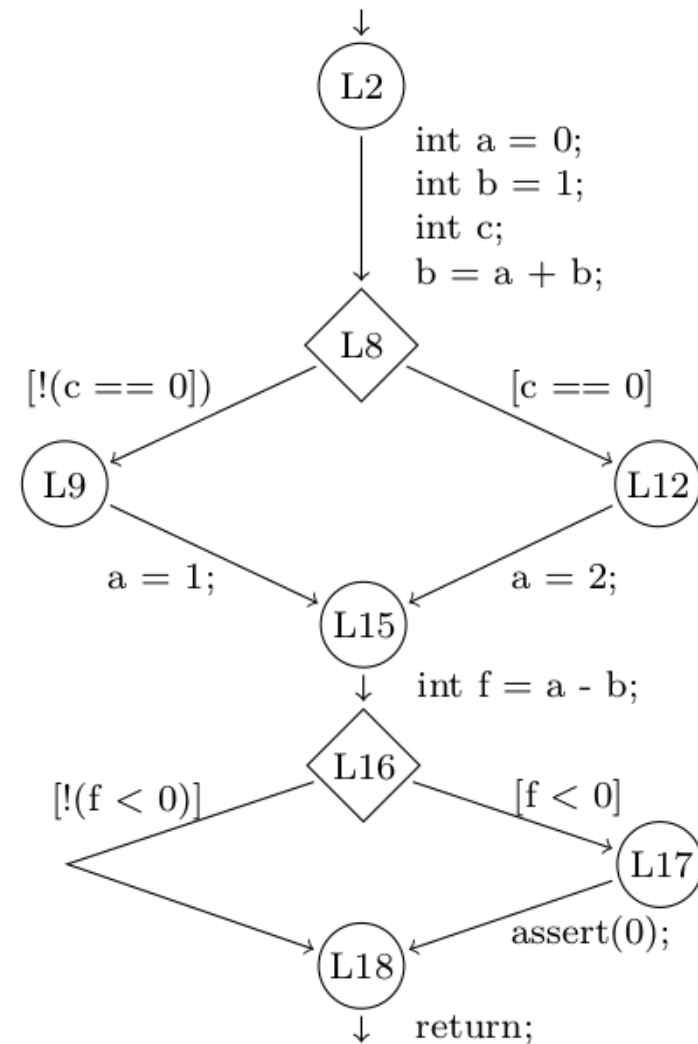 L2
int a = 0;
int b = 1;
int c;
b = a + b;
L8
[!(c == 0])
[c == 0]
L9
L12
a = 1;
a = 2;
L15
int f = a - b;
L16
[!(f < 0)]
[f < 0]
L17
assert(0);
L18
return;